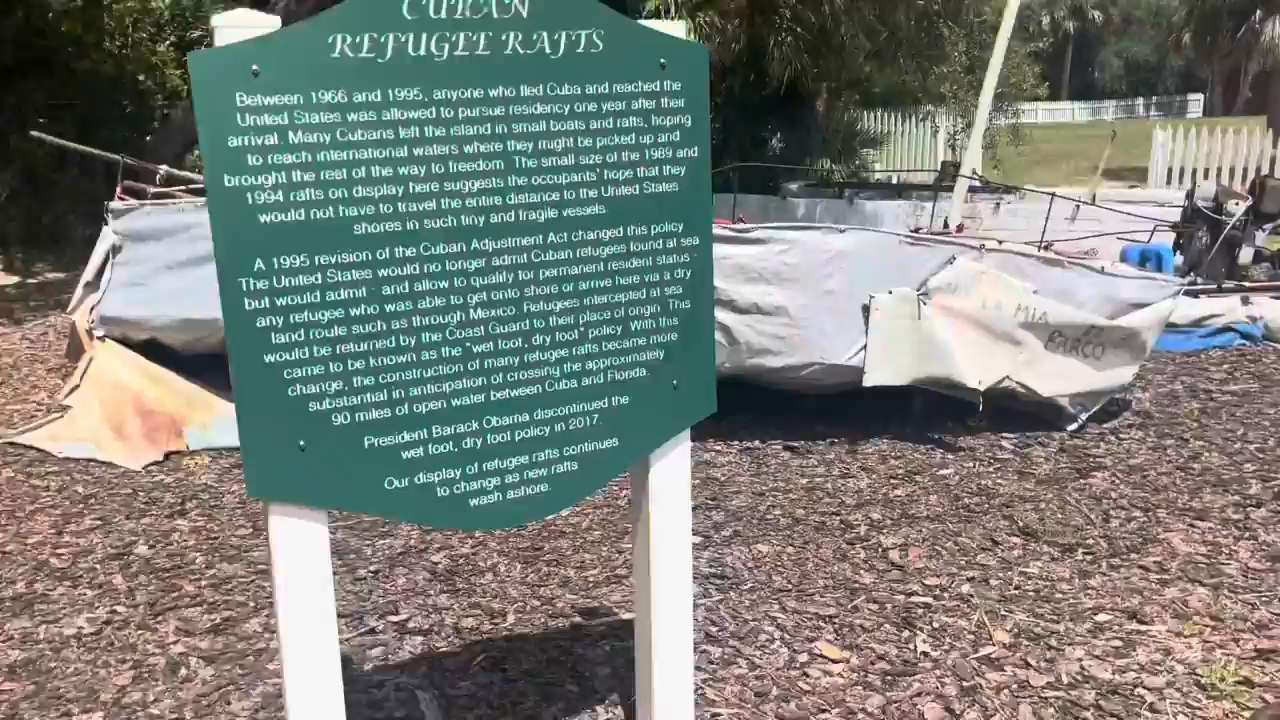 CUBAN
REFUGEE RAFTS
Between 1966 and 1995, anyone who fled Cuba and reached the
United States was allowed to pursue residency one year after their
arrival. Many Cubans left the island in small boats and rafts, hoping
to reach international waters where they might be picked up and
brought the rest of the way to freedom. The small size of the 1989 and
1994 rafts on display here suggests the occupants' hope that they
would not have to travel the entire distance to the United States
shores in such tiny and fragile vessels.
A 1995 revision of the Cuban Adjustment Act changed this policy
The United States would no longer admit Cuban refugees found at sea
but would admit - and allow to qualify for permanent resident status -
any refugee who was able to get onto shore or arrive here via a dry
land route such as through Mexico. Refugees intercepted at sea
would be returned by the Coast Guard to their place of origin. This
came to be known as the "wet foot, dry foot" policy. With this
change, the construction of many refugee rafts became more
substantial in anticipation of crossing the approximately
90 miles of open water between Cuba and Florida.
President Barack Obama discontinued the
wet foot, dry foot policy in 2017.
Our display of refugee rafts continues
to change as new rafts
wash ashore.
LA MIA